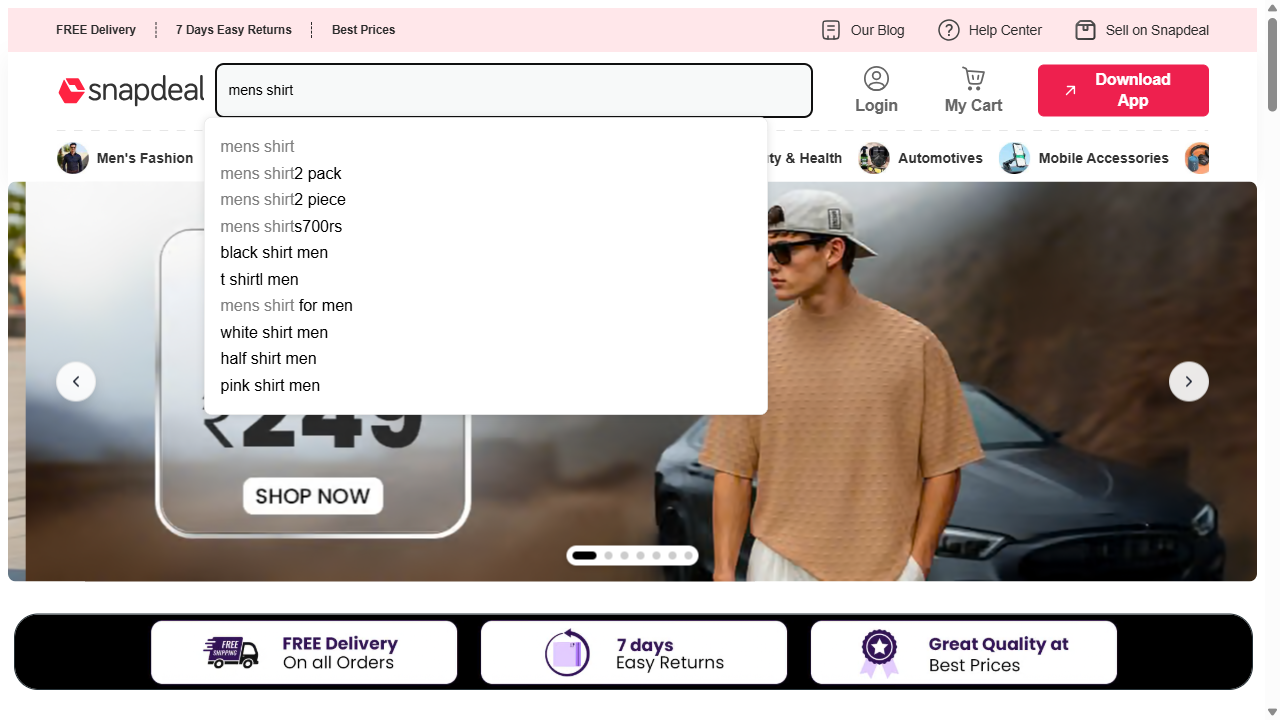 FREE Delivery
7 Days Easy Returns
Best Prices
Our Blog
Help Center
Sell on Snapdeal
snapdeal
mens shirt
Login
My Cart
Download
App
Men's Fashion
mens shirt
mens shirt2 pack
mens shirt2 piece
mens shirts700rs
black shirt men
t shirtl men
mens shirt for men
white shirt men
half shirt men
pink shirt men
ty & Health
Automotives
Mobile Accessories
₹249
SHOP NOW
FREE
SHIPPING
FREE Delivery
On all Orders
7 days
Easy Returns
Great Quality at
Best Prices